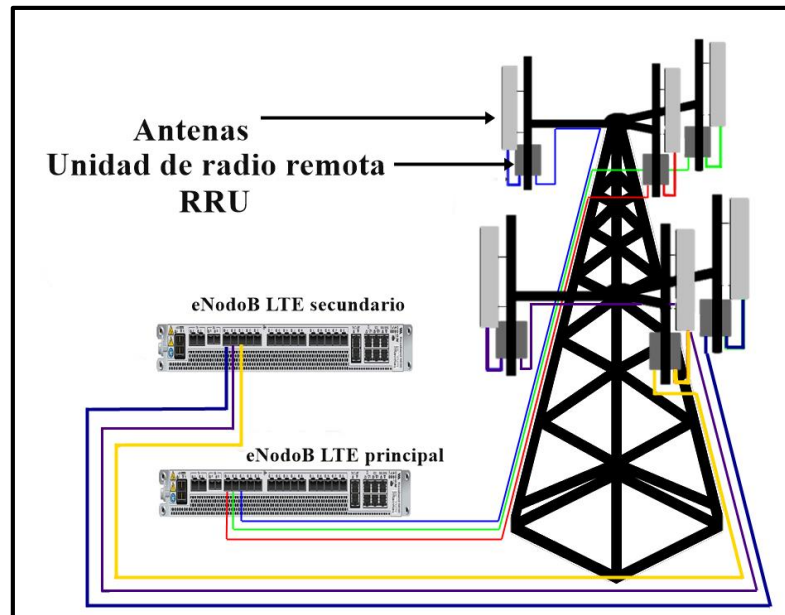 Antenas
Unidad de radio remota
RRU
eNodoB LTE secundario
eNodoB LTE principal